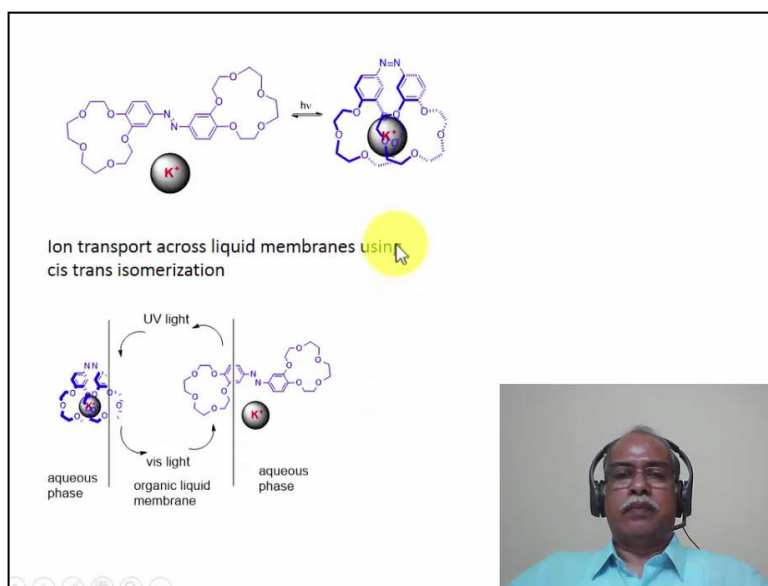 N=N
hν
K⁺
K⁺
Ion transport across liquid membranes using
cis trans isomerization
UV light
NN
K⁺
K⁺
vis light
aqueous
phase
organic liquid
membrane
aqueous
phase